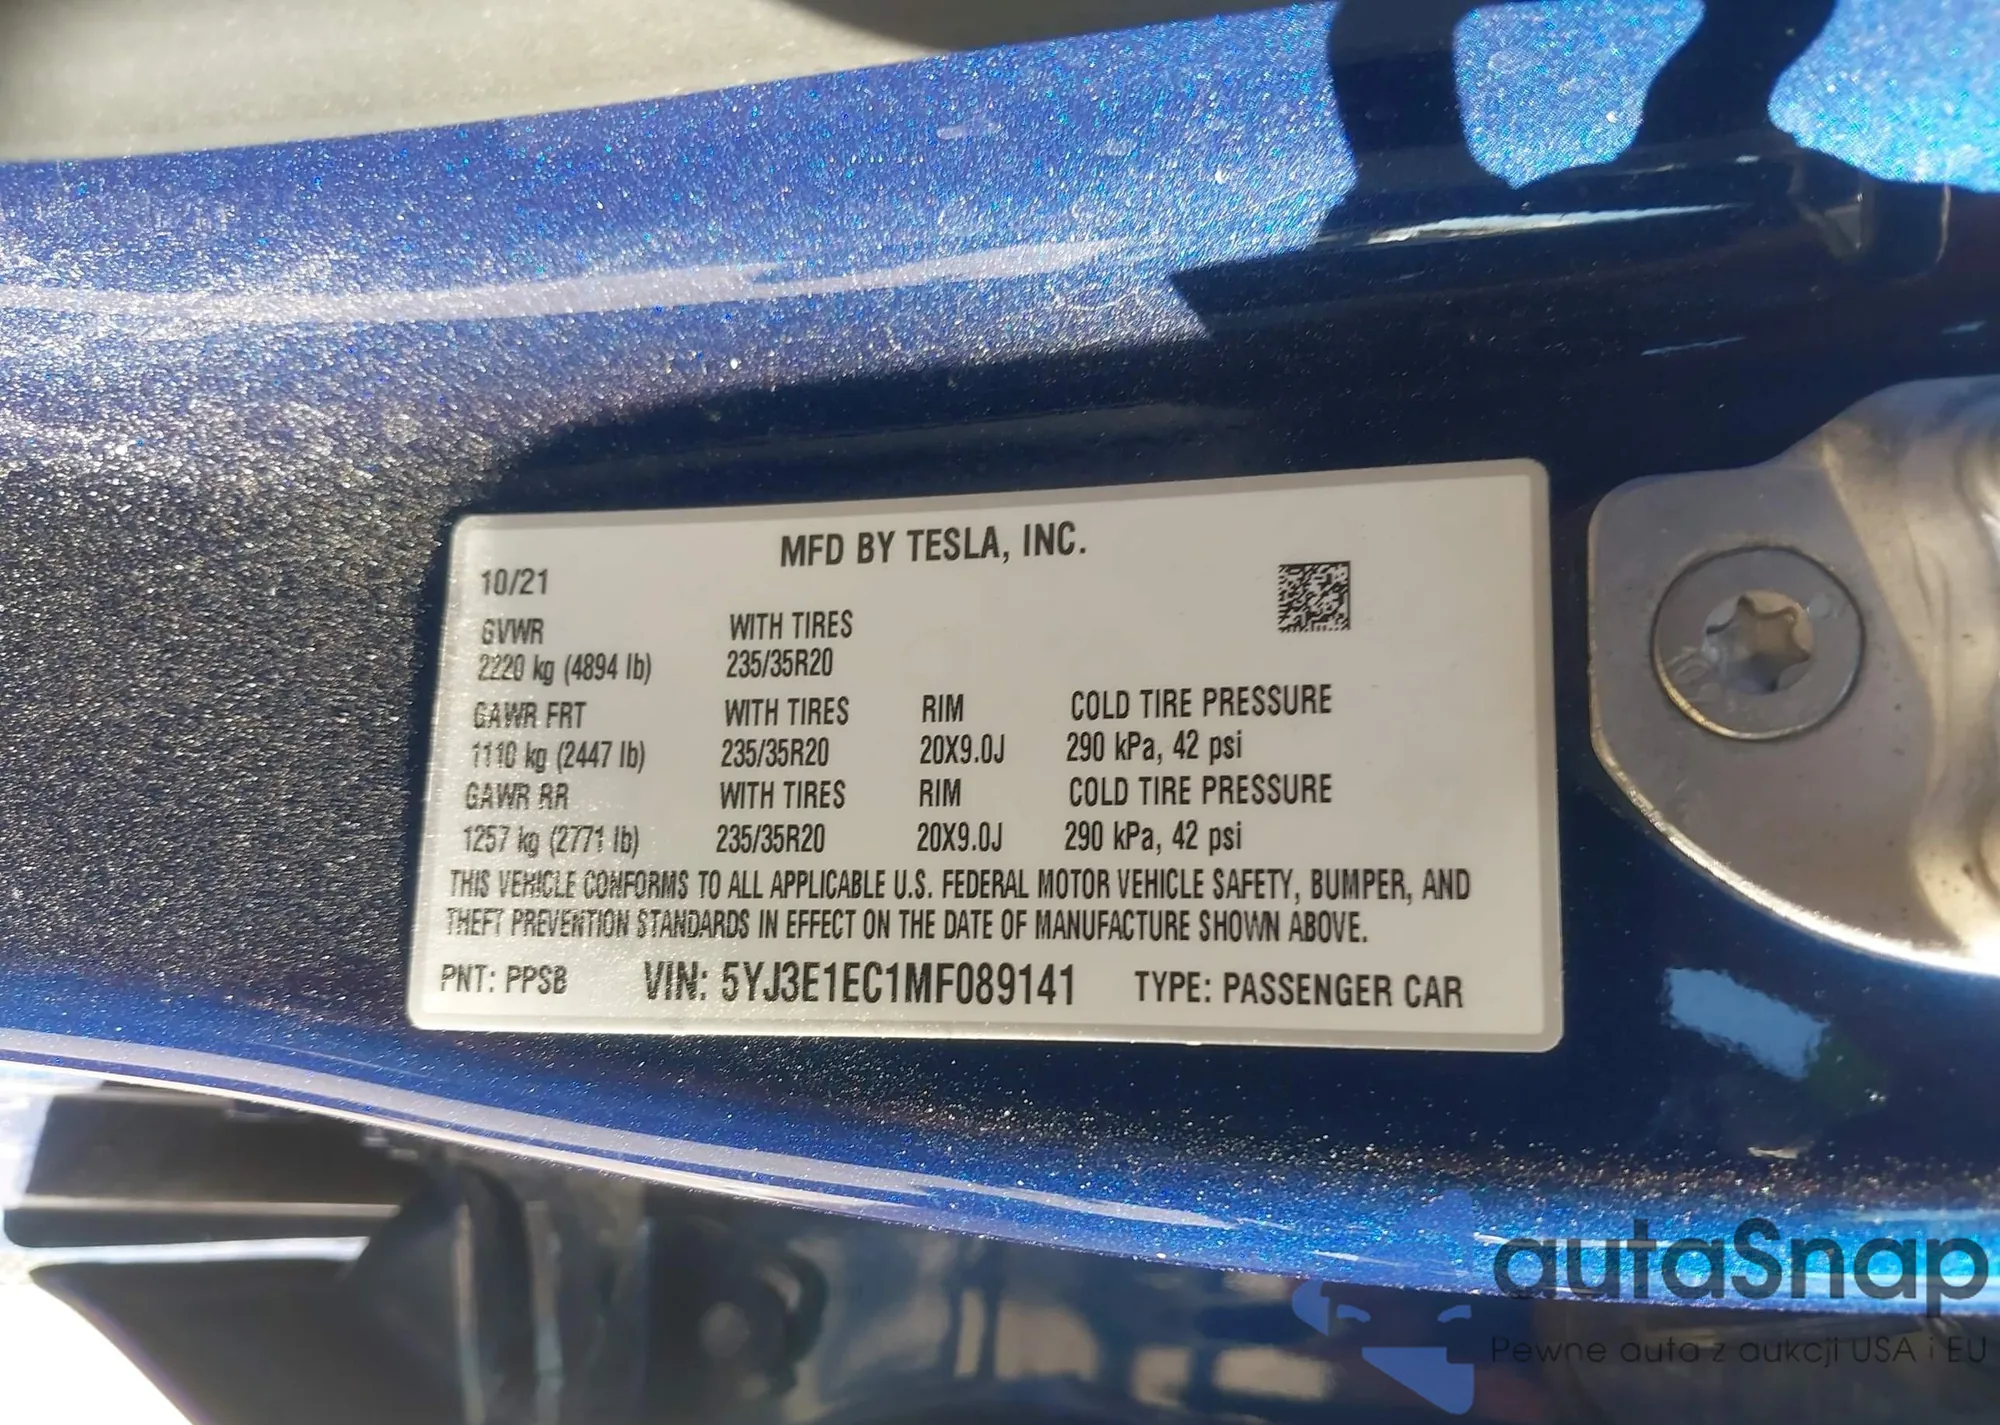 MFD BY TESLA, INC.
10/21
GVWR WITH TIRES
2220 kg (4894 lb) 235/35R20
GAWR FRT WITH TIRES RIM COLD TIRE PRESSURE
1110 kg (2447 lb) 235/35R20 20X9.0J 290 kPa, 42 psi
GAWR RR WITH TIRES RIM COLD TIRE PRESSURE
1257 kg (2771 lb) 235/35R20 20X9.0J 290 kPa, 42 psi
THIS VEHICLE CONFORMS TO ALL APPLICABLE U.S. FEDERAL MOTOR VEHICLE SAFETY, BUMPER, AND
THEFT PREVENTION STANDARDS IN EFFECT ON THE DATE OF MANUFACTURE SHOWN ABOVE.
PNT: PPSB VIN: 5YJ3E1EC1MF089141 TYPE: PASSENGER CAR
autaSnap
Pewne auta z aukcji USA i EU